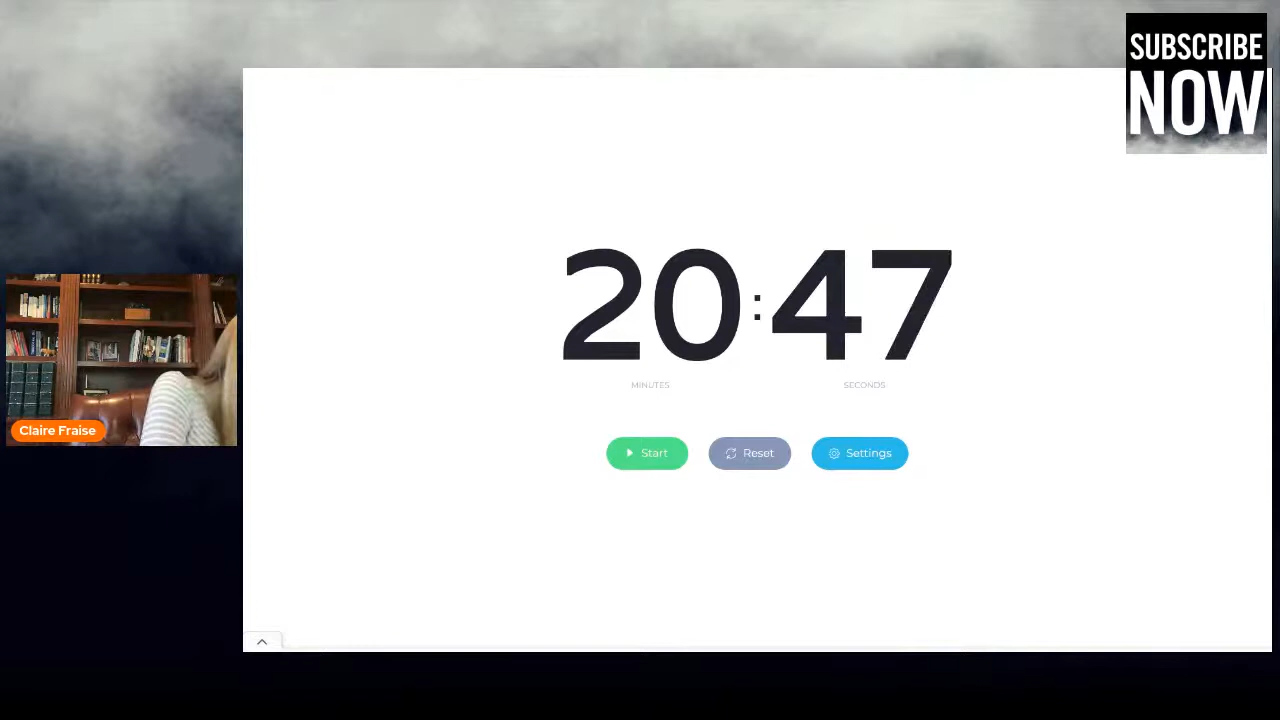 SUBSCRIBE
NOW
20:47
MINUTES SECONDS
Start Reset Settings
Claire Fraise